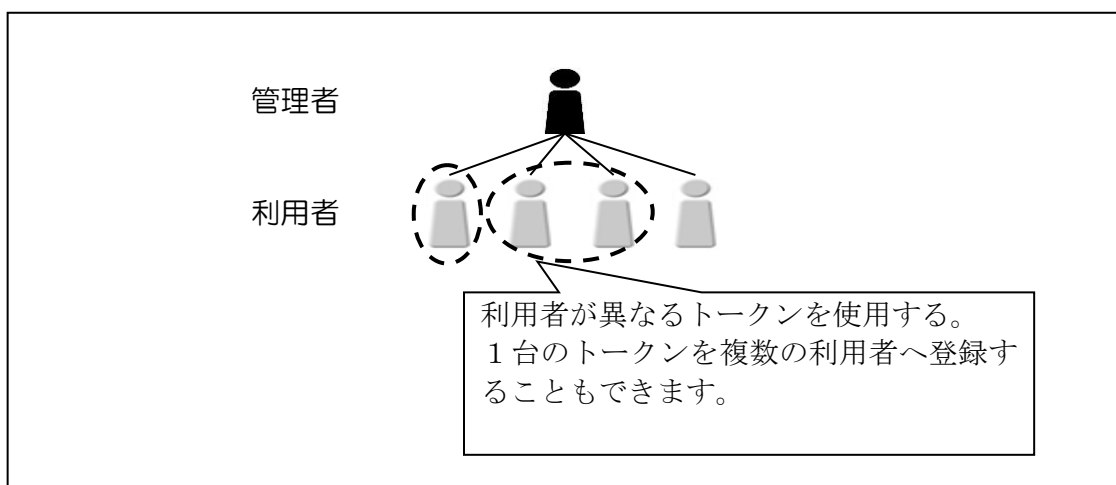 管理者
利用者
利用者が異なるトークンを使用する。
１台のトークンを複数の利用者へ登録す
ることもできます。